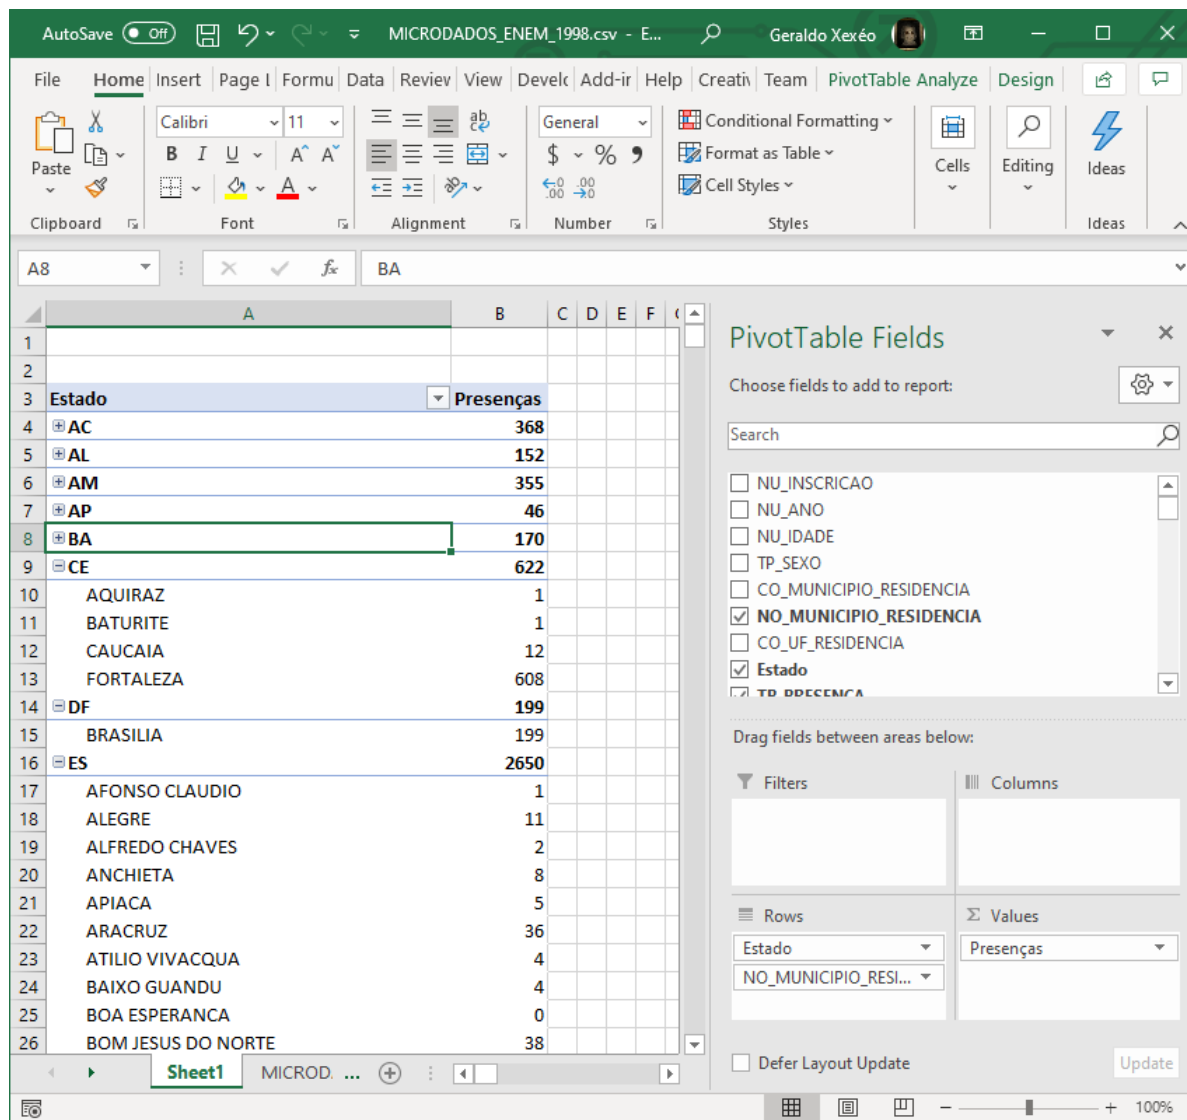 AutoSave Off MICRODADOS_ENEM_1998.csv - E... Geraldo Xexéo
File Home Insert Page l Formu Data Review View Develo Add-in Help Creativ Team PivotTable Analyze Design
Paste Calibri 11 General Conditional Formatting
B I U A A $ % 9 Format as Table Cells Editing Ideas
A Cell Styles
Clipboard Font Alignment Number Styles Ideas
A8 fx BA
A B C D E F
1
2
3 Estado Presenças
4 AC 368
5 AL 152
6 AM 355
7 AP 46
8 BA 170
9 CE 622
10 AQUIRAZ 1
11 BATURITE 1
12 CAUCAIA 12
13 FORTALEZA 608
14 DF 199
15 BRASILIA 199
16 ES 2650
17 AFONSO CLAUDIO 1
18 ALEGRE 11
19 ALFREDO CHAVES 2
20 ANCHIETA 8
21 APIACA 5
22 ARACRUZ 36
23 ATILIO VIVACQUA 4
24 BAIXO GUANDU 4
25 BOA ESPERANCA 0
26 BOM JESUS DO NORTE 38
PivotTable Fields
Choose fields to add to report:
Search
NU_INSCRICAO
NU_ANO
NU_IDADE
TP_SEXO
CO_MUNICIPIO_RESIDENCIA
NO_MUNICIPIO_RESIDENCIA
CO_UF_RESIDENCIA
Estado
TP_PRESENCA
Drag fields between areas below:
Filters Columns
Rows Values
Estado Presenças
NO_MUNICIPIO_RESI...
Defer Layout Update Update
Sheet1 MICROD. ...
100%